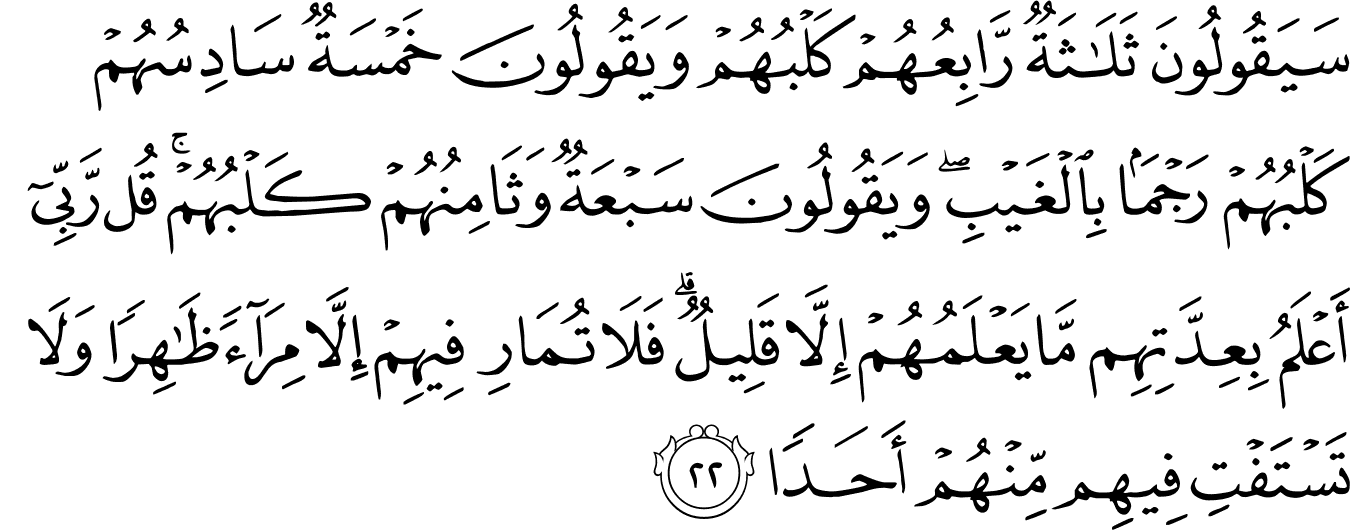 سَيَقُولُونَ ثَلَـٰثَةٌ رَّابِعُهُمْ كَلْبُهُمْ وَيَقُولُونَ خَمْسَةٌ سَادِسُهُمْ
كَلْبُهُمْ رَجْمًۢا بِٱلْغَيْبِ ۖ وَيَقُولُونَ سَبْعَةٌ وَثَامِنُهُمْ كَلْبُهُمْ ۚ قُل رَّبِّىٓ
أَعْلَمُ بِعِدَّتِهِم مَّا يَعْلَمُهُمْ إِلَّا قَلِيلٌ ۗ فَلَا تُمَارِ فِيهِمْ إِلَّا مِرَآءً ظَـٰهِرًا وَلَا
تَسْتَفْتِ فِيهِم مِّنْهُمْ أَحَدًا ٢٢